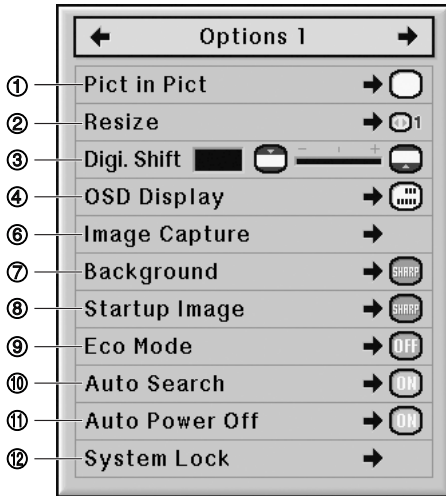 Options 1
① Pict in Pict
② Resize 1
③ Digi. Shift − +
④ OSD Display
⑥ Image Capture
⑦ Background SHARP
⑧ Startup Image SHARP
⑨ Eco Mode OFF
⑩ Auto Search ON
⑪ Auto Power Off ON
⑫ System Lock